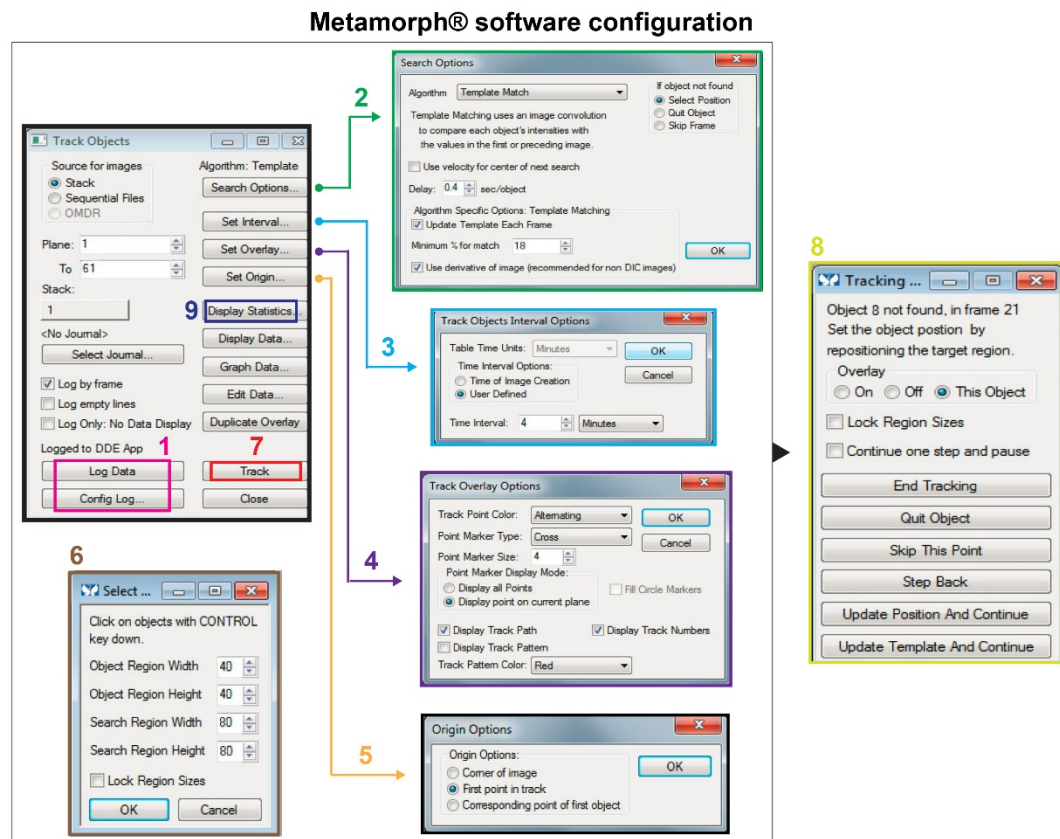 Metamorph® software configuration
Track Objects
Source for images
Stack
Sequential Files
OMDR
Plane: 1
To 61
Stack:
1
<No Journal>
Select Journal...
Log by frame
Log empty lines
Log Only: No Data Display
Logged to DDE App
1
Log Data
Config Log...
Algorithm: Template
Search Options...
Set Interval...
Set Overlay...
Set Origin...
9
Display Statistics...
Display Data...
Graph Data...
Edit Data...
Duplicate Overlay
7
Track
Close
2
Search Options
Algorithm Template Match
Template Matching uses an image convolution
to compare each object's intensities with
the values in the first or preceding image.
If object not found
Select Position
Quit Object
Skip Frame
Use velocity for center of next search
Delay: 0.4 sec/object
Algorithm Specific Options: Template Matching
Update Template Each Frame
Minimum % for match 18
OK
Use derivative of image (recommended for non DIC images)
3
Track Objects Interval Options
Table Time Units: Minutes
OK
Time Interval Options:
Cancel
Time of Image Creation
User Defined
Time Interval: 4 Minutes
4
Track Overlay Options
Track Point Color: Alternating
OK
Point Marker Type: Cross
Cancel
Point Marker Size: 4
Point Marker Display Mode:
Display all Points
Fill Circle Markers
Display point on current plane
Display Track Path
Display Track Numbers
Display Track Pattern
Track Pattern Color: Red
5
Origin Options
Origin Options:
OK
Corner of image
First point in track
Corresponding point of first object
6
Select ...
Click on objects with CONTROL
key down.
Object Region Width 40
Object Region Height 40
Search Region Width 80
Search Region Height 80
Lock Region Sizes
OK Cancel
8
Tracking ...
Object 8 not found, in frame 21
Set the object postion by
repositioning the target region.
Overlay
On Off This Object
Lock Region Sizes
Continue one step and pause
End Tracking
Quit Object
Skip This Point
Step Back
Update Position And Continue
Update Template And Continue